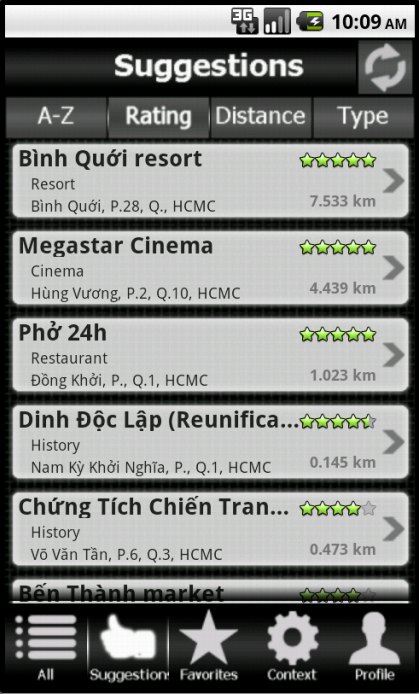 3G
10:09 AM
Suggestions
A-Z Rating Distance Type
Bình Quới resort
Resort
Bình Quới, P.28, Q., HCMC
7.533 km
Megastar Cinema
Cinema
Hùng Vương, P.2, Q.10, HCMC
4.439 km
Phở 24h
Restaurant
Đồng Khởi, P., Q.1, HCMC
1.023 km
Dinh Độc Lập (Reunifica...
History
Nam Kỳ Khởi Nghĩa, P., Q.1, HCMC
0.145 km
Chứng Tích Chiến Tran...
History
Võ Văn Tần, P.6, Q.3, HCMC
0.473 km
Bến Thành market
All Suggestions Favorites Context Profile